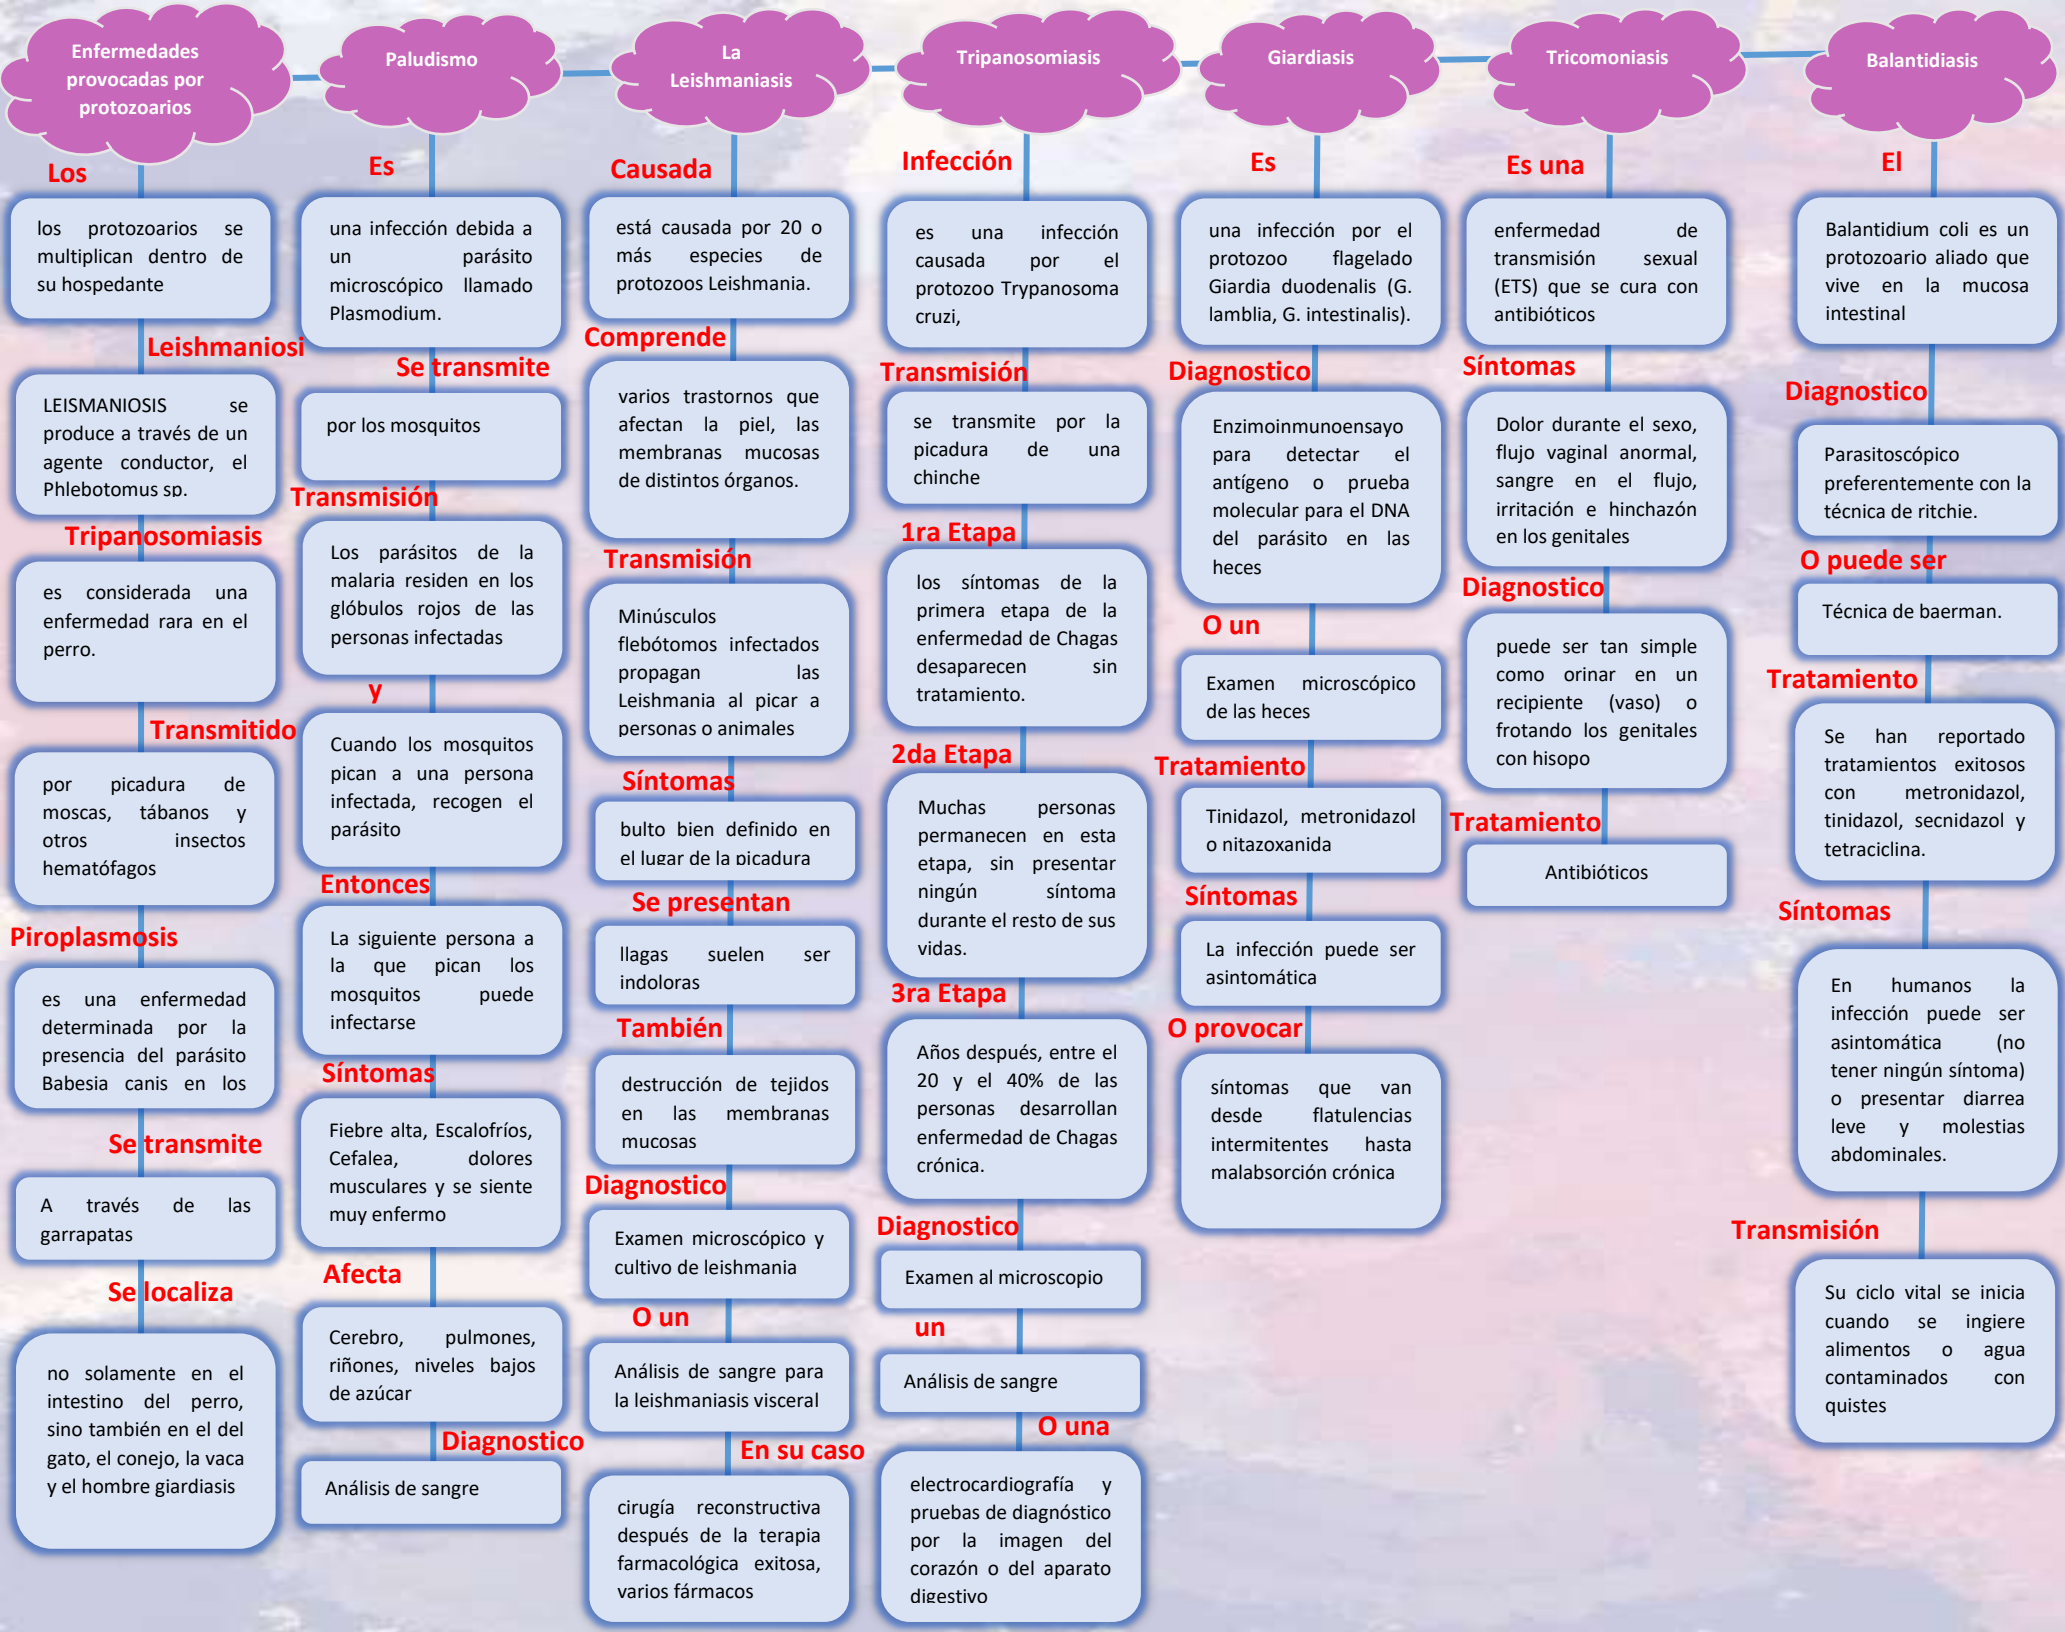 Enfermedades
provocadas por
protozoarios
Los
los protozoarios se
multiplican dentro de
su hospedante
Leishmaniosi
LEISMANIOSIS se
produce a través de un
agente conductor, el
Phlebotomus sp.
Tripanosomiasis
es considerada una
enfermedad rara en el
perro.
Transmitido
por picadura de
moscas, tábanos y
otros insectos
hematófagos
Piroplasmosis
es una enfermedad
determinada por la
presencia del parásito
Babesia canis en los
Se transmite
A través de las
garrapatas
Se localiza
no solamente en el
intestino del perro,
sino también en el del
gato, el conejo, la vaca
y el hombre giardiasis
Paludismo
Es
una infección debida a
un parásito
microscópico llamado
Plasmodium.
Se transmite
por los mosquitos
Transmisión
Los parásitos de la
malaria residen en los
glóbulos rojos de las
personas infectadas
y
Cuando los mosquitos
pican a una persona
infectada, recogen el
parásito
Entonces
La siguiente persona a
la que pican los
mosquitos puede
infectarse
Síntomas
Fiebre alta, Escalofríos,
Cefalea, dolores
musculares y se siente
muy enfermo
Afecta
Cerebro, pulmones,
riñones, niveles bajos
de azúcar
Diagnostico
Análisis de sangre
La
Leishmaniasis
Causada
está causada por 20 o
más especies de
protozoos Leishmania.
Comprende
varios trastornos que
afectan la piel, las
membranas mucosas
de distintos órganos.
Transmisión
Minúsculos
flebótomos infectados
propagan las
Leishmania al picar a
personas o animales
Síntomas
bulto bien definido en
el lugar de la picadura
Se presentan
llagas suelen ser
indoloras
También
destrucción de tejidos
en las membranas
mucosas
Diagnostico
Examen microscópico y
cultivo de leishmania
O un
Análisis de sangre para
la leishmaniasis visceral
En su caso
cirugía reconstructiva
después de la terapia
farmacológica exitosa,
varios fármacos
Tripanosomiasis
Infección
es una infección
causada por el
protozoo Trypanosoma
cruzi,
Transmisión
se transmite por la
picadura de una
chinche
1ra Etapa
los síntomas de la
primera etapa de la
enfermedad de Chagas
desaparecen sin
tratamiento.
2da Etapa
Muchas personas
permanecen en esta
etapa, sin presentar
ningún síntoma
durante el resto de sus
vidas.
3ra Etapa
Años después, entre el
20 y el 40% de las
personas desarrollan
enfermedad de Chagas
crónica.
Diagnostico
Examen al microscopio
un
Análisis de sangre
O una
electrocardiografía y
pruebas de diagnóstico
por la imagen del
corazón o del aparato
digestivo
Giardiasis
Es
una infección por el
protozoo flagelado
Giardia duodenalis (G.
lamblia, G. intestinalis).
Diagnostico
Enzimoinmunoensayo
para detectar el
antígeno o prueba
molecular para el DNA
del parásito en las
heces
O un
Examen microscópico
de las heces
Tratamiento
Tinidazol, metronidazol
o nitazoxanida
Síntomas
La infección puede ser
asintomática
O provocar
síntomas que van
desde flatulencias
intermitentes hasta
malabsorción crónica
Tricomoniasis
Es una
enfermedad de
transmisión sexual
(ETS) que se cura con
antibióticos
Síntomas
Dolor durante el sexo,
flujo vaginal anormal,
sangre en el flujo,
irritación e hinchazón
en los genitales
Diagnostico
puede ser tan simple
como orinar en un
recipiente (vaso) o
frotando los genitales
con hisopo
Tratamiento
Antibióticos
Balantidiasis
El
Balantidium coli es un
protozoario aliado que
vive en la mucosa
intestinal
Diagnostico
Parasitoscópico
preferentemente con la
técnica de ritchie.
O puede ser
Técnica de baerman.
Tratamiento
Se han reportado
tratamientos exitosos
con metronidazol,
tinidazol, secnidazol y
tetraciclina.
Síntomas
En humanos la
infección puede ser
asintomática (no
tener ningún síntoma)
o presentar diarrea
leve y molestias
abdominales.
Transmisión
Su ciclo vital se inicia
cuando se ingiere
alimentos o agua
contaminados con
quistes